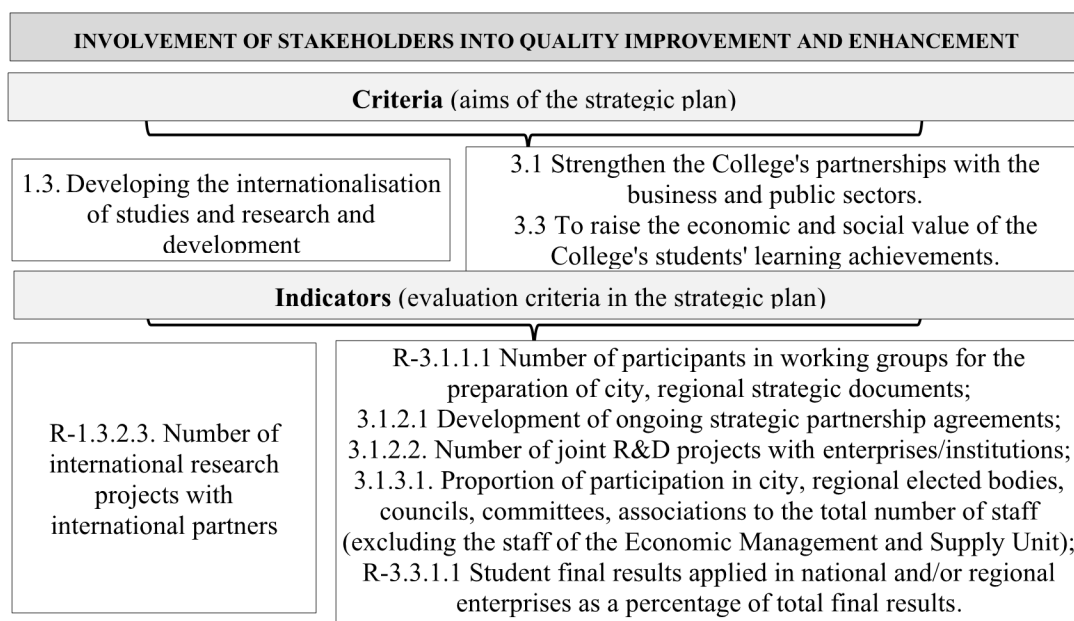 INVOLVEMENT OF STAKEHOLDERS INTO QUALITY IMPROVEMENT AND ENHANCEMENT
Criteria (aims of the strategic plan)
1.3. Developing the internationalisation
of studies and research and
development
3.1 Strengthen the College's partnerships with the
business and public sectors.
3.3 To raise the economic and social value of the
College's students' learning achievements.
Indicators (evaluation criteria in the strategic plan)
R-1.3.2.3. Number of
international research
projects with
international partners
R-3.1.1.1 Number of participants in working groups for the
preparation of city, regional strategic documents;
3.1.2.1 Development of ongoing strategic partnership agreements;
3.1.2.2. Number of joint R&D projects with enterprises/institutions;
3.1.3.1. Proportion of participation in city, regional elected bodies,
councils, committees, associations to the total number of staff
(excluding the staff of the Economic Management and Supply Unit);
R-3.3.1.1 Student final results applied in national and/or regional
enterprises as a percentage of total final results.